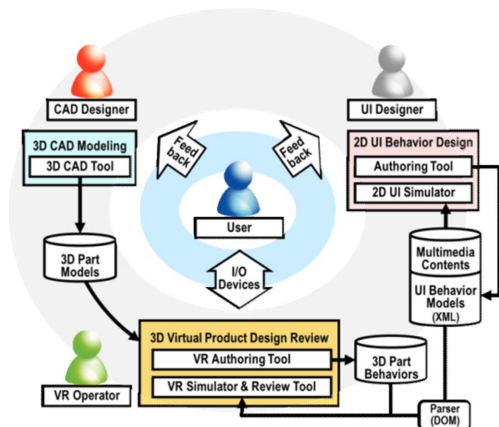 CAD Designer
UI Designer
3D CAD Modeling
3D CAD Tool
Feed
back
Feed
back
2D UI Behavior Design
Authoring Tool
2D UI Simulator
User
3D Part
Models
I/O
Devices
Multimedia
Contents
UI Behavior
Models
(XML)
3D Virtual Product Design Review
VR Authoring Tool
VR Simulator & Review Tool
3D Part
Behaviors
VR Operator
Parser
(DOM)